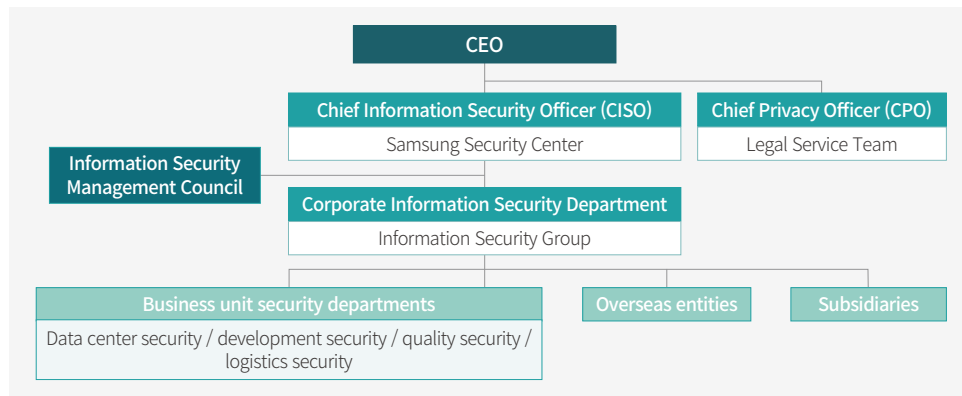 CEO
Chief Information Security Officer (CISO)
Samsung Security Center
Chief Privacy Officer (CPO)
Legal Service Team
Information Security
Management Council
Corporate Information Security Department
Information Security Group
Business unit security departments
Data center security / development security / quality security /
logistics security
Overseas entities
Subsidiaries